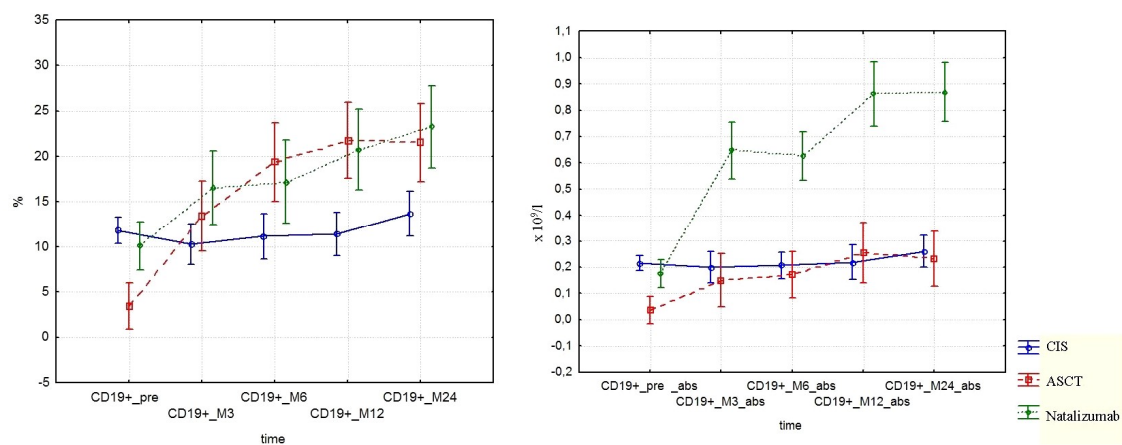 35
30
25
20
15
10
5
0
-5
%
CD19+_pre
CD19+_M3
CD19+_M6
CD19+_M12
CD19+_M24
time
1,1
1,0
0,9
0,8
0,7
0,6
0,5
0,4
0,3
0,2
0,1
0,0
-0,1
-0,2
x 10⁹/l
CD19+_pre _abs
CD19+_M3_abs
CD19+_M6_abs
CD19+_M12_abs
CD19+_M24_abs
time
CIS
ASCT
Natalizumab